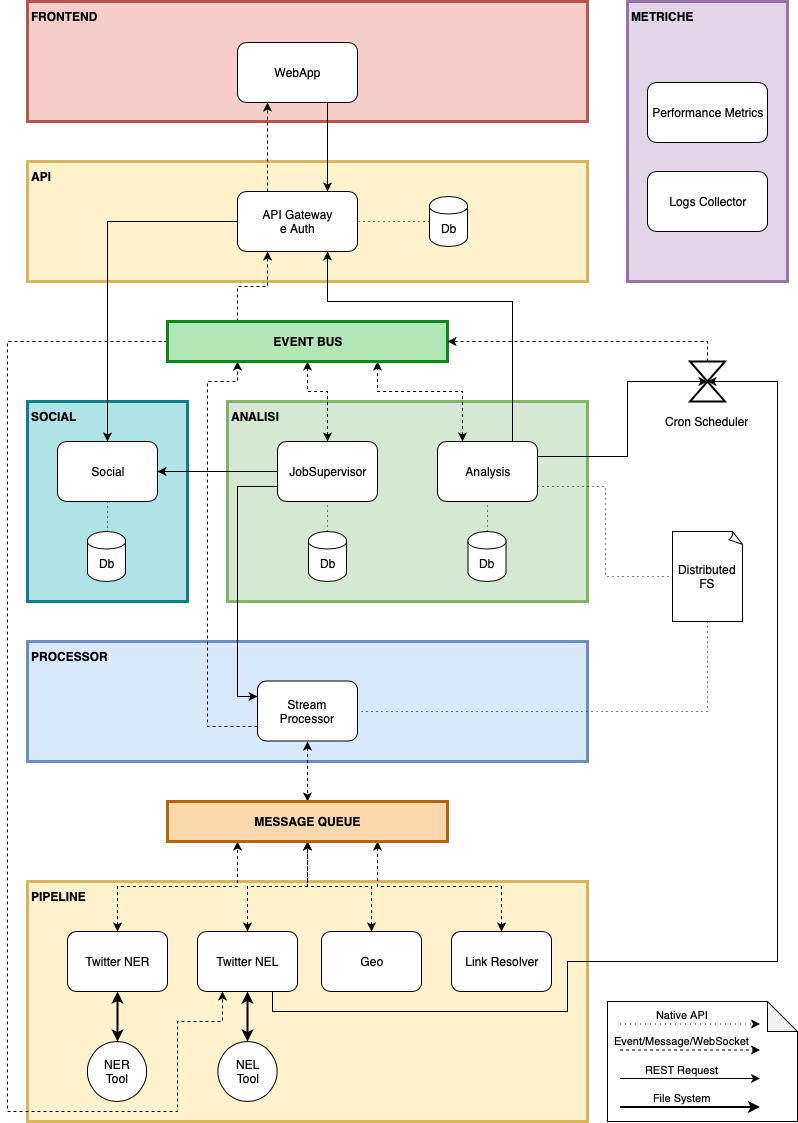 FRONTEND
WebApp
METRICHE
Performance Metrics
Logs Collector
API
API Gateway
e Auth
Db
EVENT BUS
Cron Scheduler
SOCIAL
Social
Db
ANALISI
JobSupervisor
Analysis
Db
Db
Distributed
FS
PROCESSOR
Stream
Processor
MESSAGE QUEUE
PIPELINE
Twitter NER
Twitter NEL
Geo
Link Resolver
NER
Tool
NEL
Tool
Native API
Event/Message/WebSocket
REST Request
File System